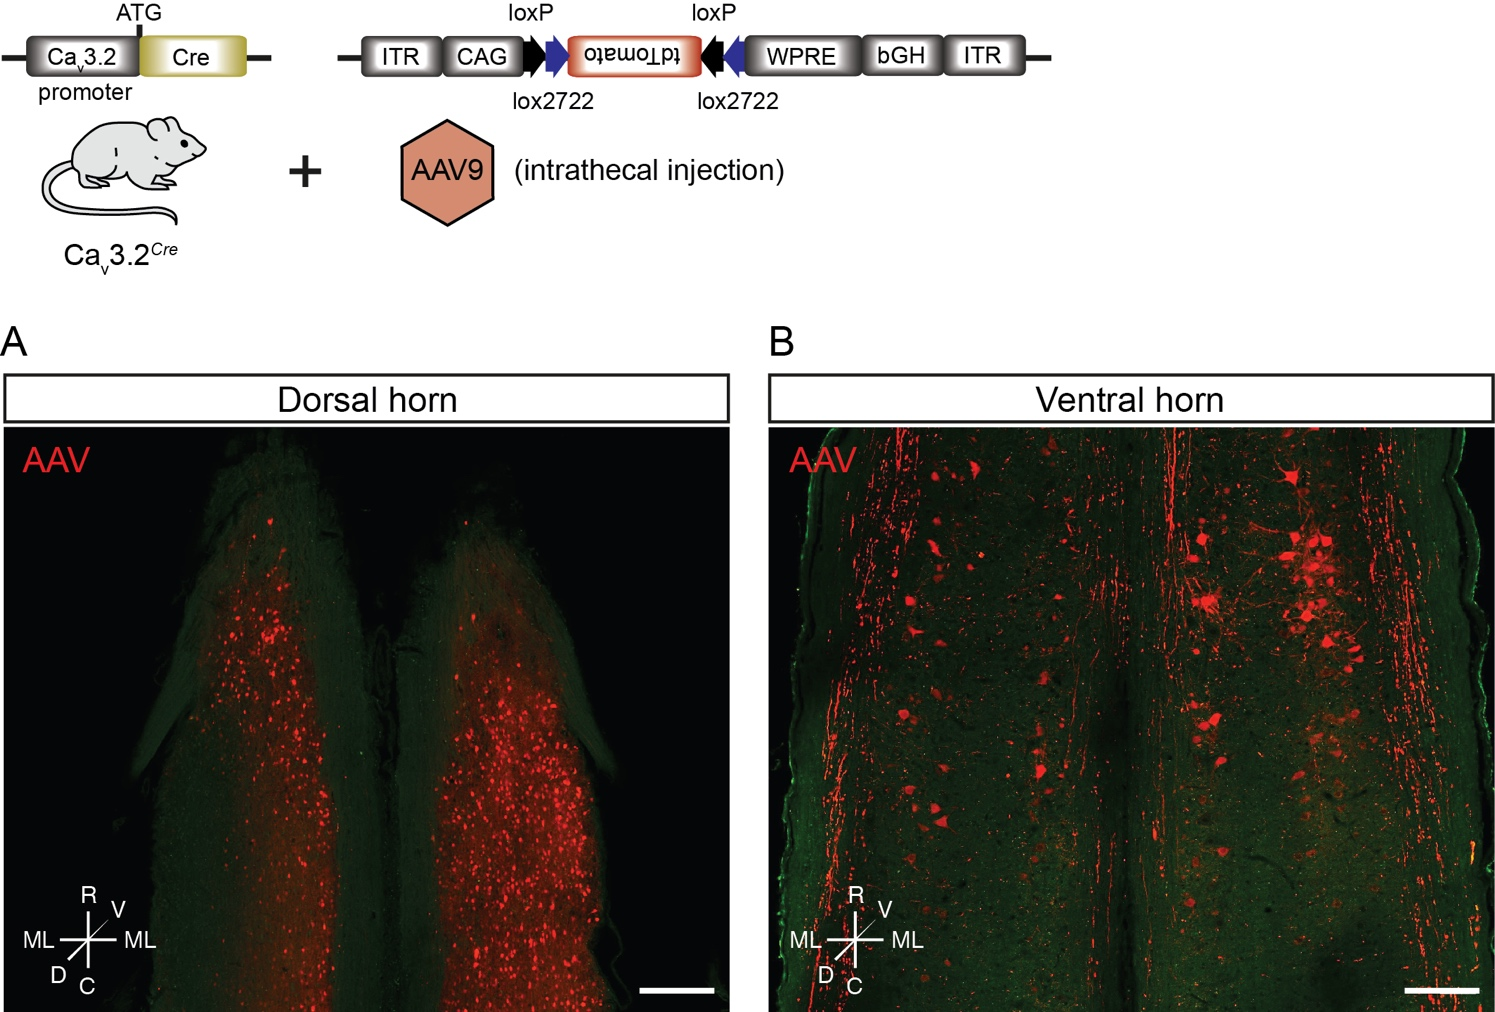 ATG
loxP loxP
Cav3.2 Cre ITR CAG tdTomato WPRE bGH ITR
promoter
lox2722 lox2722
+ AAV9 (intrathecal injection)
Cav3.2Cre
A B
Dorsal horn Ventral horn
AAV AAV
R
V
ML ML
D
C
R
V
ML ML
D
C